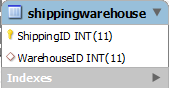 shippingwarehouse
ShippingID INT(11)
WarehouseID INT(11)
Indexes